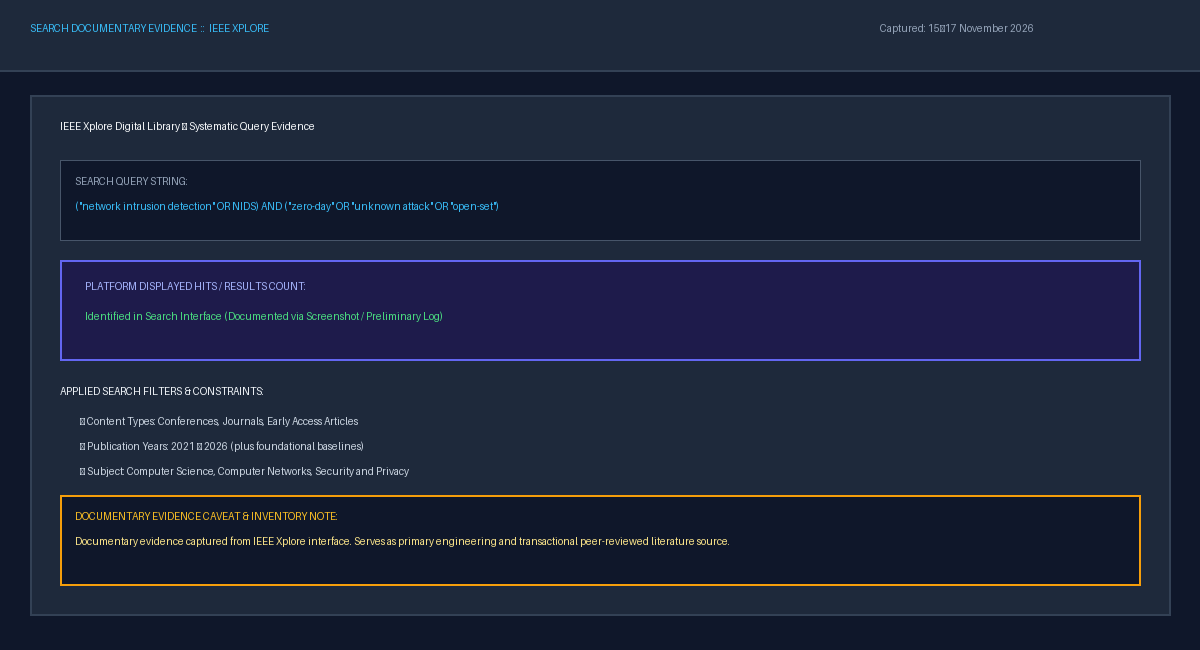 SEARCH DOCUMENTARY EVIDENCE :: IEEE XPLORE
Captured: 15▯17 November 2026
IEEE Xplore Digital Library ▯ Systematic Query Evidence
SEARCH QUERY STRING:
("network intrusion detection" OR NIDS) AND ("zero-day" OR "unknown attack" OR "open-set")
PLATFORM DISPLAYED HITS / RESULTS COUNT:
Identified in Search Interface (Documented via Screenshot / Preliminary Log)
APPLIED SEARCH FILTERS & CONSTRAINTS:
▯ Content Types: Conferences, Journals, Early Access Articles
▯ Publication Years: 2021 ▯ 2026 (plus foundational baselines)
▯ Subject: Computer Science, Computer Networks, Security and Privacy
DOCUMENTARY EVIDENCE CAVEAT & INVENTORY NOTE:
Documentary evidence captured from IEEE Xplore interface. Serves as primary engineering and transactional peer-reviewed literature source.